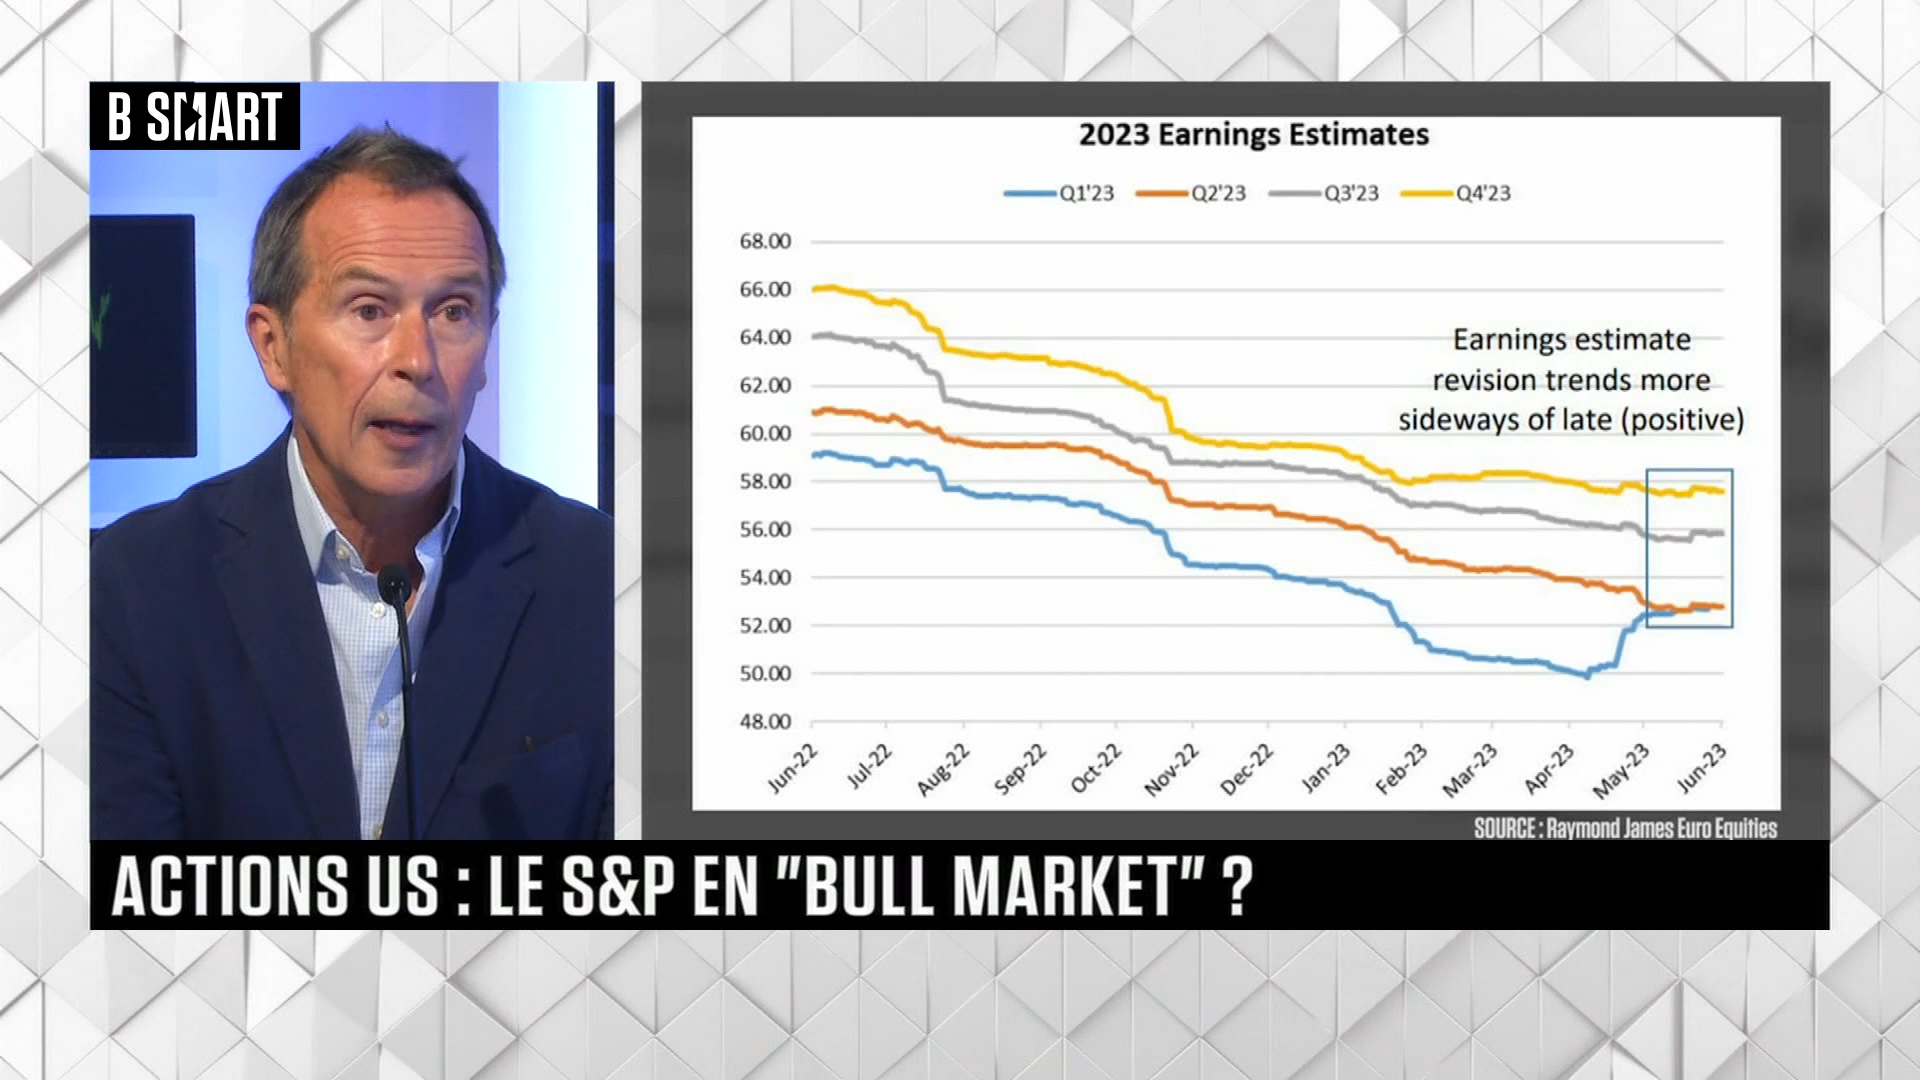 B SMART
2023 Earnings Estimates
Q1'23 Q2'23 Q3'23 Q4'23
68.00
66.00
64.00
62.00
60.00
58.00
56.00
54.00
52.00
50.00
48.00
Earnings estimate
revision trends more
sideways of late (positive)
Jun-22 Jul-22 Aug-22 Sep-22 Oct-22 Nov-22 Dec-22 Jan-23 Feb-23 Mar-23 Apr-23 May-23 Jun-23
SOURCE : Raymond James Euro Equities
ACTIONS US : LE S&P EN "BULL MARKET" ?